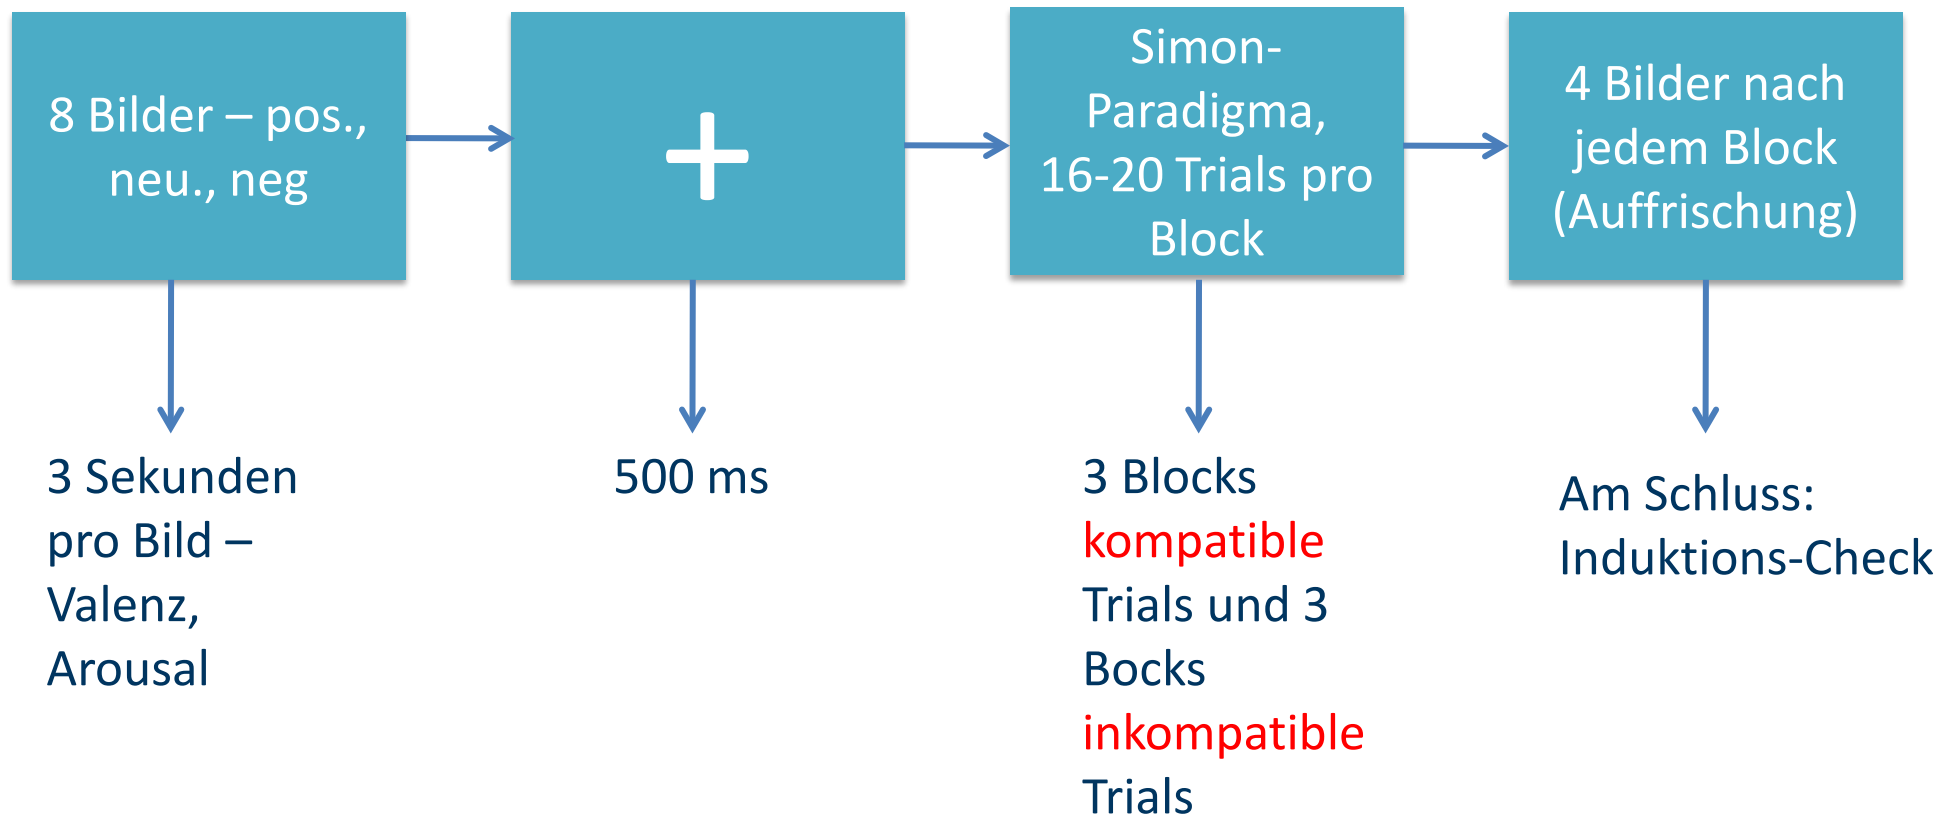 8 Bilder – pos.,
neu., neg
+
Simon-
Paradigma,
16-20 Trials pro
Block
4 Bilder nach
jedem Block
(Auffrischung)
3 Sekunden
pro Bild –
Valenz,
Arousal
500 ms
3 Blocks
kompatible
Trials und 3
Bocks
inkompatible
Trials
Am Schluss:
Induktions-Check